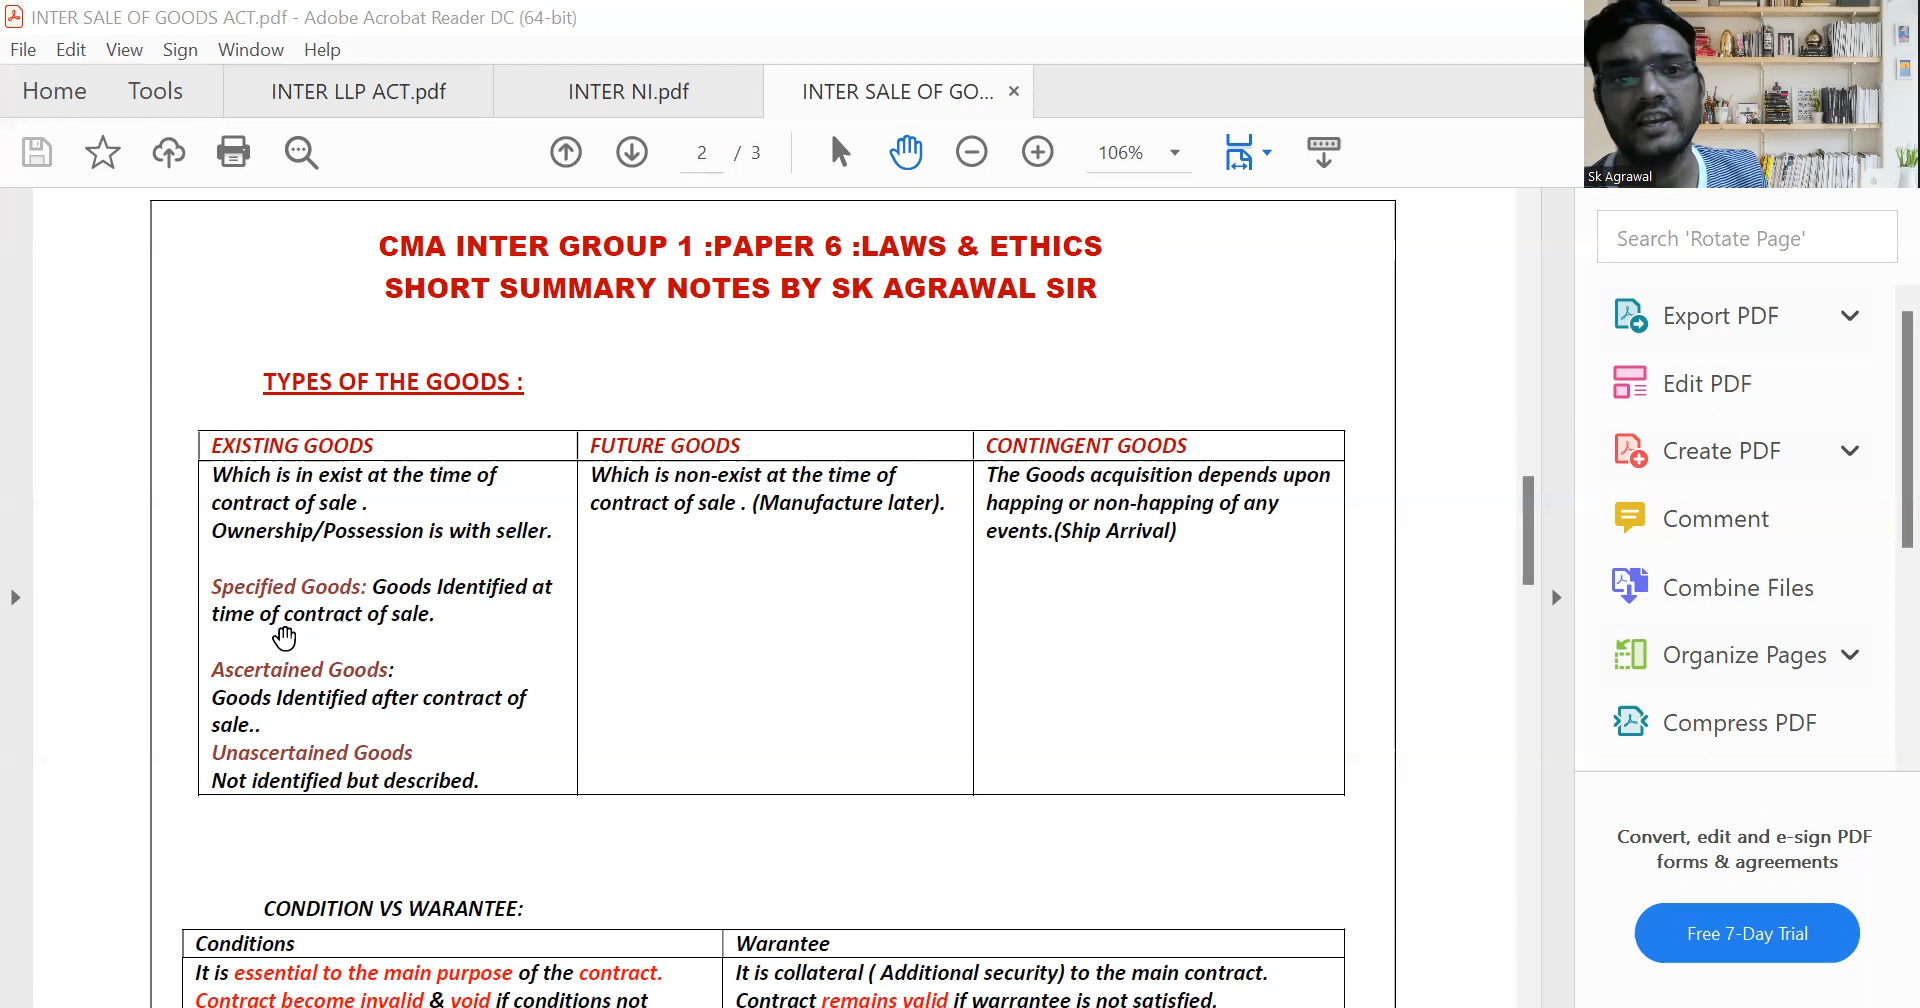 INTER SALE OF GOODS ACT.pdf - Adobe Acrobat Reader DC (64-bit)
File Edit View Sign Window Help
Home Tools INTER LLP ACT.pdf INTER NI.pdf INTER SALE OF GO... ×
2 / 3 106%
Sk Agrawal
CMA INTER GROUP 1 :PAPER 6 :LAWS & ETHICS
SHORT SUMMARY NOTES BY SK AGRAWAL SIR
TYPES OF THE GOODS :
EXISTING GOODS
Which is in exist at the time of
contract of sale .
Ownership/Possession is with seller.
Specified Goods: Goods Identified at
time of contract of sale.
Ascertained Goods:
Goods Identified after contract of
sale..
Unascertained Goods
Not identified but described.
FUTURE GOODS
Which is non-exist at the time of
contract of sale . (Manufacture later).
CONTINGENT GOODS
The Goods acquisition depends upon
happing or non-happing of any
events.(Ship Arrival)
CONDITION VS WARANTEE:
Conditions
It is essential to the main purpose of the contract.
Contract become invalid & void if conditions not
Warantee
It is collateral ( Additional security) to the main contract.
Contract remains valid if warrantee is not satisfied.
Search 'Rotate Page'
Export PDF
Edit PDF
Create PDF
Comment
Combine Files
Organize Pages
Compress PDF
Convert, edit and e-sign PDF
forms & agreements
Free 7-Day Trial